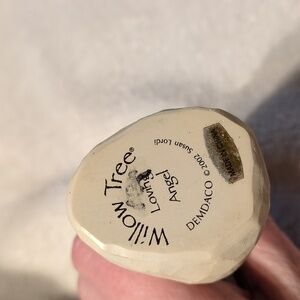 Willow Tree®
Loving
Angel
DEMDACO © 2002 Susan Lordi